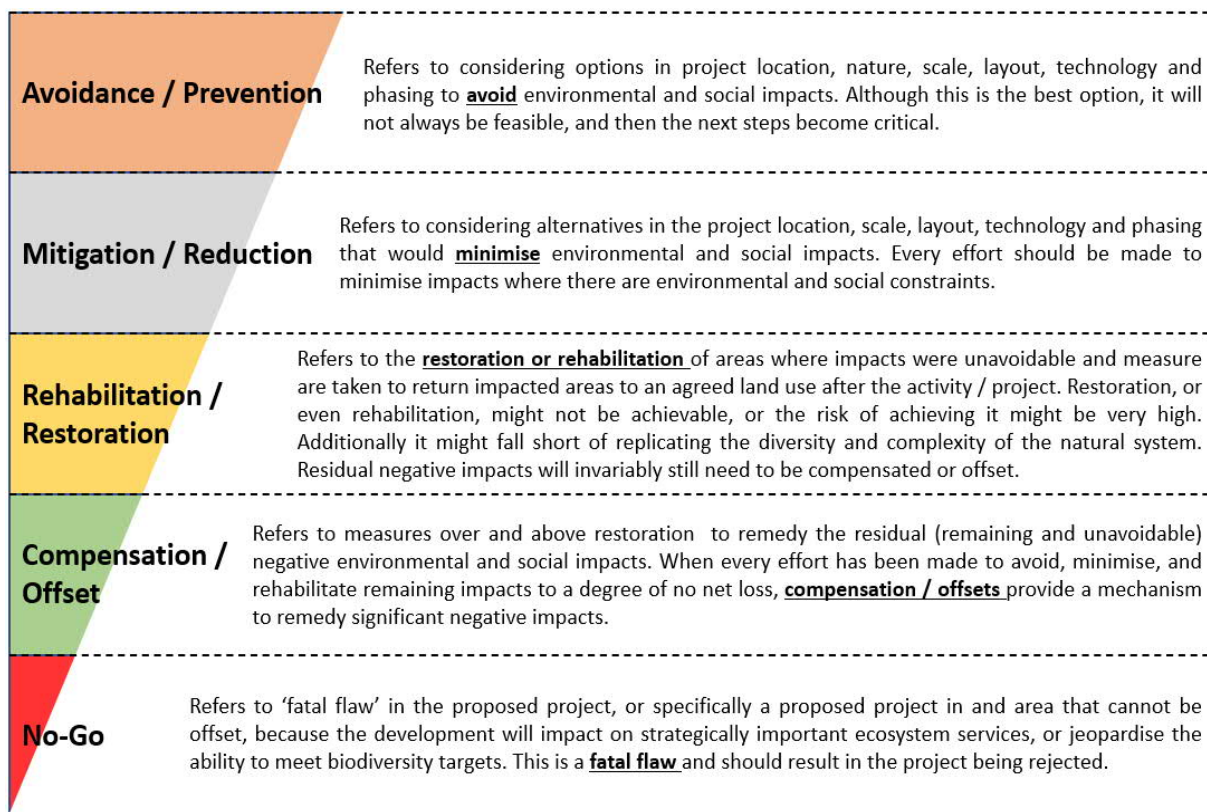 Avoidance / Prevention
Refers to considering options in project location, nature, scale, layout, technology and
phasing to avoid environmental and social impacts. Although this is the best option, it will
not always be feasible, and then the next steps become critical.
Mitigation / Reduction
Refers to considering alternatives in the project location, scale, layout, technology and phasing
that would minimise environmental and social impacts. Every effort should be made to
minimise impacts where there are environmental and social constraints.
Rehabilitation /
Restoration
Refers to the restoration or rehabilitation of areas where impacts were unavoidable and measure
are taken to return impacted areas to an agreed land use after the activity / project. Restoration, or
even rehabilitation, might not be achievable, or the risk of achieving it might be very high.
Additionally it might fall short of replicating the diversity and complexity of the natural system.
Residual negative impacts will invariably still need to be compensated or offset.
Compensation /
Offset
Refers to measures over and above restoration to remedy the residual (remaining and unavoidable)
negative environmental and social impacts. When every effort has been made to avoid, minimise, and
rehabilitate remaining impacts to a degree of no net loss, compensation / offsets provide a mechanism
to remedy significant negative impacts.
No-Go
Refers to ‘fatal flaw’ in the proposed project, or specifically a proposed project in and area that cannot be
offset, because the development will impact on strategically important ecosystem services, or jeopardise the
ability to meet biodiversity targets. This is a fatal flaw and should result in the project being rejected.